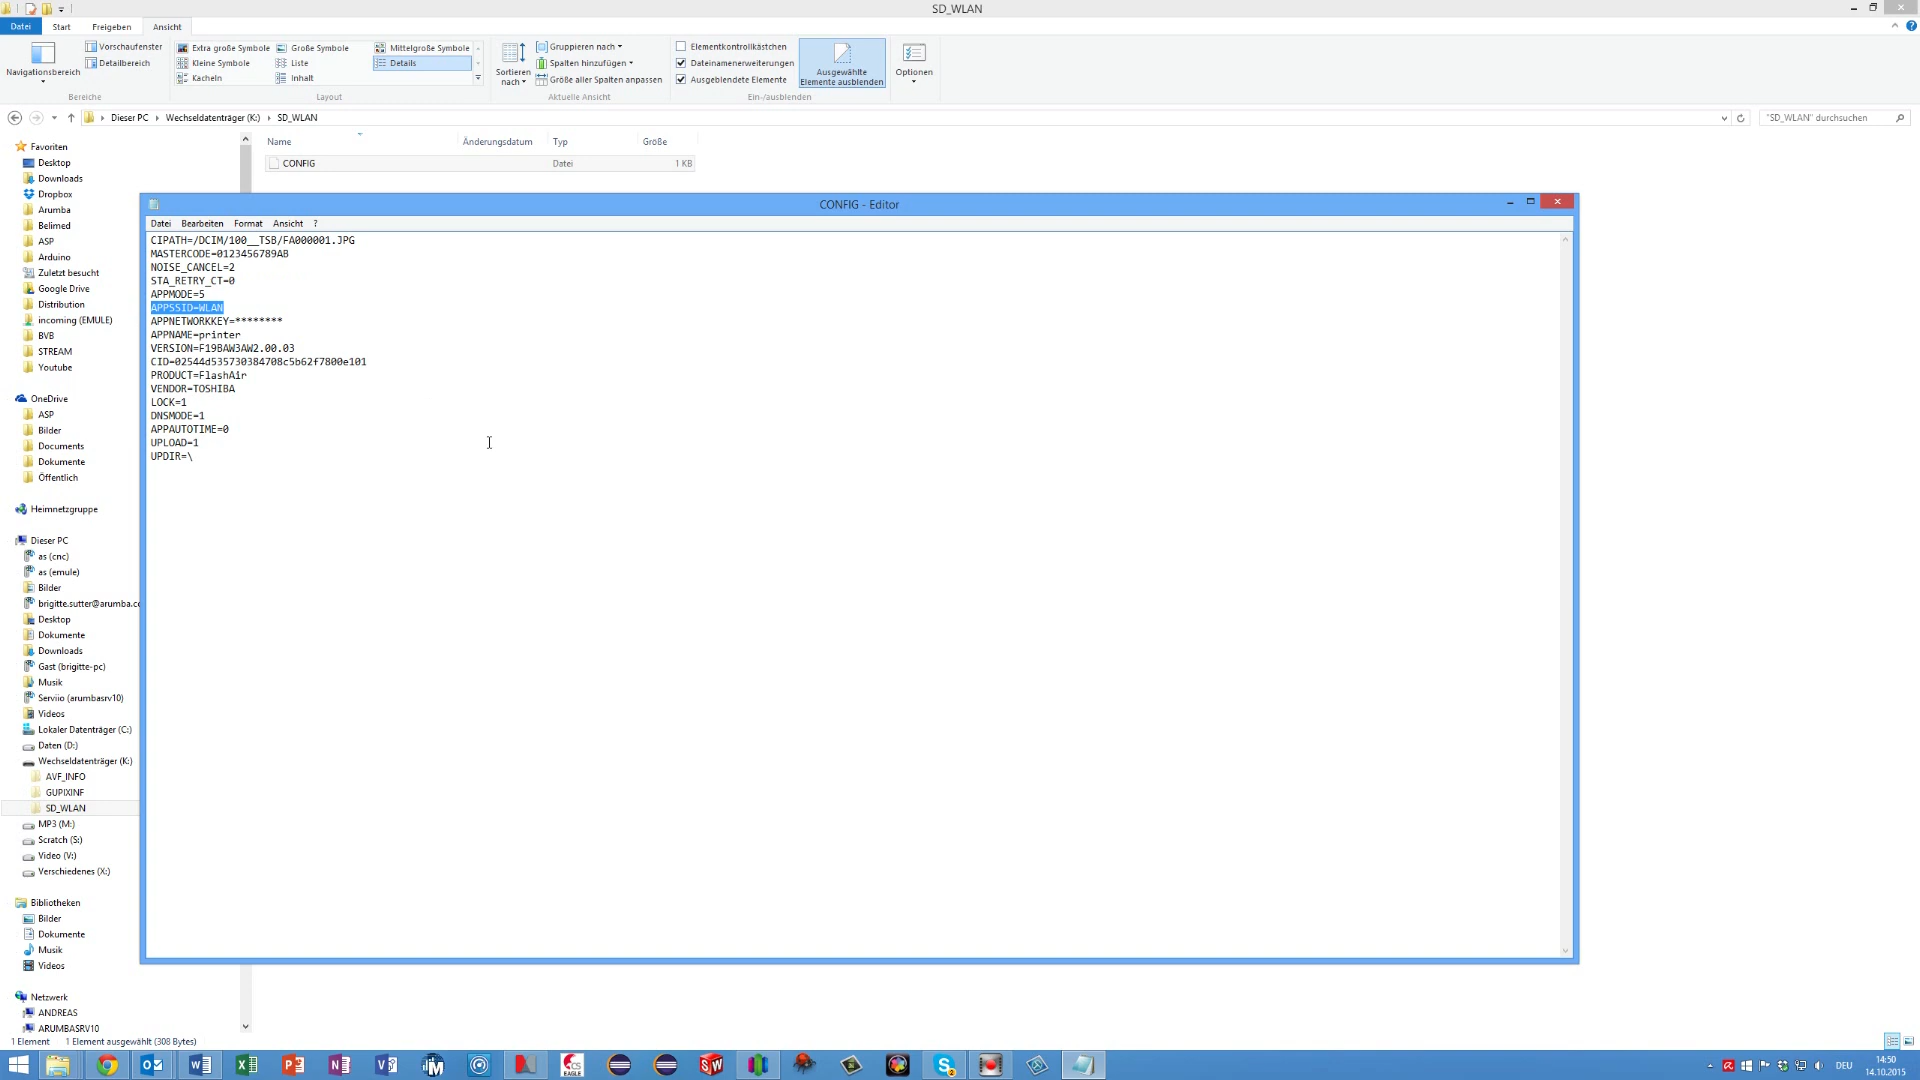 SD_WLAN
Datei Start Freigeben Ansicht
Navigationsbereich
Vorschaufenster
Detailbereich
Bereiche
Extra große Symbole Große Symbole Mittelgroße Symbole
Kleine Symbole Liste Details
Kacheln Inhalt
Layout
Sortieren nach
Gruppieren nach
Spalten hinzufügen
Größe aller Spalten anpassen
Aktuelle Ansicht
Elementkontrollkästchen
Dateinamenerweiterungen
Ausgeblendete Elemente
Ausgewählte Elemente ausblenden
Ein-/ausblenden
Optionen
Dieser PC Wechseldatenträger (K:) SD_WLAN
"SD_WLAN" durchsuchen
Name Änderungsdatum Typ Größe
CONFIG Datei 1 KB
Favoriten
Desktop
Downloads
Dropbox
Arumba
Belimed
ASP
Arduino
Zuletzt besucht
Google Drive
Distribution
incoming (EMULE)
BVB
STREAM
Youtube
OneDrive
ASP
Bilder
Documents
Dokumente
Öffentlich
Heimnetzgruppe
Dieser PC
as (cnc)
as (emule)
Bilder
brigitte.sutter@arumba.cc
Desktop
Dokumente
Downloads
Gast (brigitte-pc)
Musik
Serviio (arumbasrv10)
Videos
Lokaler Datenträger (C:)
Daten (D:)
Wechseldatenträger (K:)
AVF_INFO
GUPIXINF
SD_WLAN
MP3 (M:)
Scratch (S:)
Video (V:)
Verschiedenes (X:)
Bibliotheken
Bilder
Dokumente
Musik
Videos
Netzwerk
ANDREAS
ARUMBASRV10
CONFIG - Editor
Datei Bearbeiten Format Ansicht ?
CIPATH=/DCIM/100__TSB/FA000001.JPG
MASTERCODE=0123456789AB
NOISE_CANCEL=2
STA_RETRY_CT=0
APPMODE=5
APPSSID=WLAN
APPNETWORKKEY=********
APPNAME=printer
VERSION=F19BAW3AW2.00.03
CID=02544d535730384708c5b62f7800e101
PRODUCT=FlashAir
VENDOR=TOSHIBA
LOCK=1
DNSMODE=1
APPAUTOTIME=0
UPLOAD=1
UPDIR=\
1 Element 1 Element ausgewählt (308 Bytes)
DEU
14:50
14.10.2015